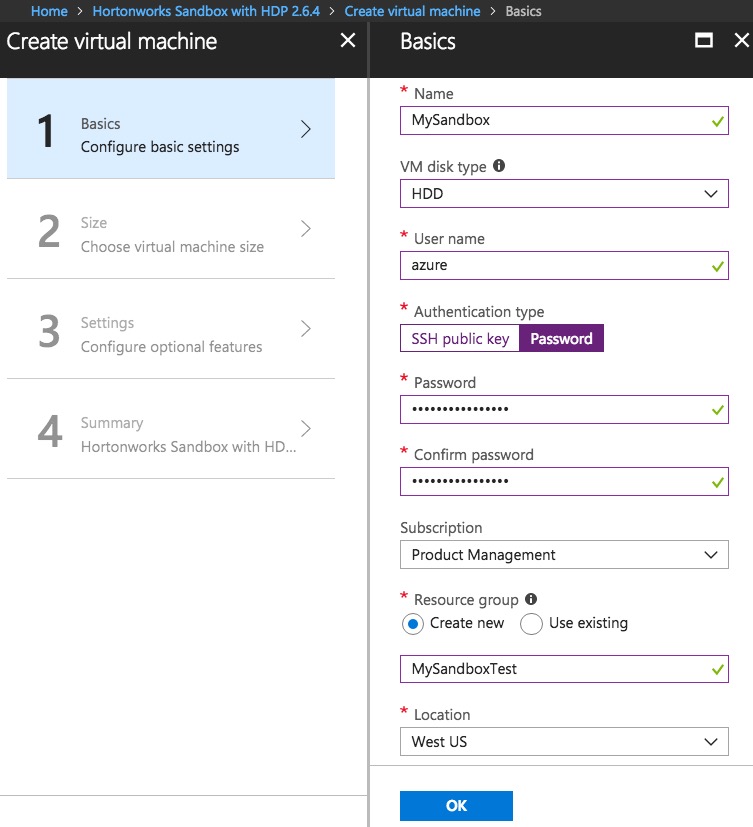 Home > Hortonworks Sandbox with HDP 2.6.4 > Create virtual machine > Basics
Create virtual machine
1
Basics
Configure basic settings
2
Size
Choose virtual machine size
3
Settings
Configure optional features
4
Summary
Hortonworks Sandbox with HD...
Basics
* Name
MySandbox
VM disk type
HDD
* User name
azure
* Authentication type
SSH public key Password
* Password
••••••••••••••••
* Confirm password
••••••••••••••••
Subscription
Product Management
* Resource group
Create new Use existing
MySandboxTest
* Location
West US
OK